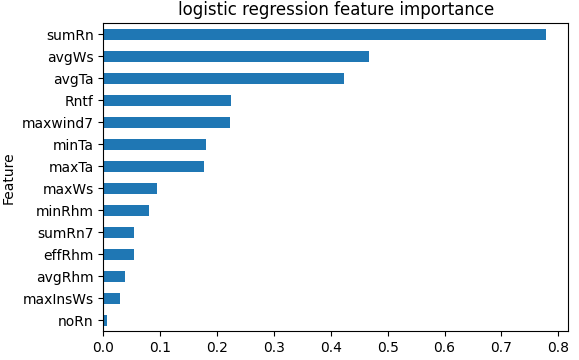 logistic regression feature importance
sumRn
avgWs
avgTa
Rntf
maxwind7
minTa
maxTa
maxWs
minRhm
sumRn7
effRhm
avgRhm
maxInsWs
noRn
Feature
0.0 0.1 0.2 0.3 0.4 0.5 0.6 0.7 0.8